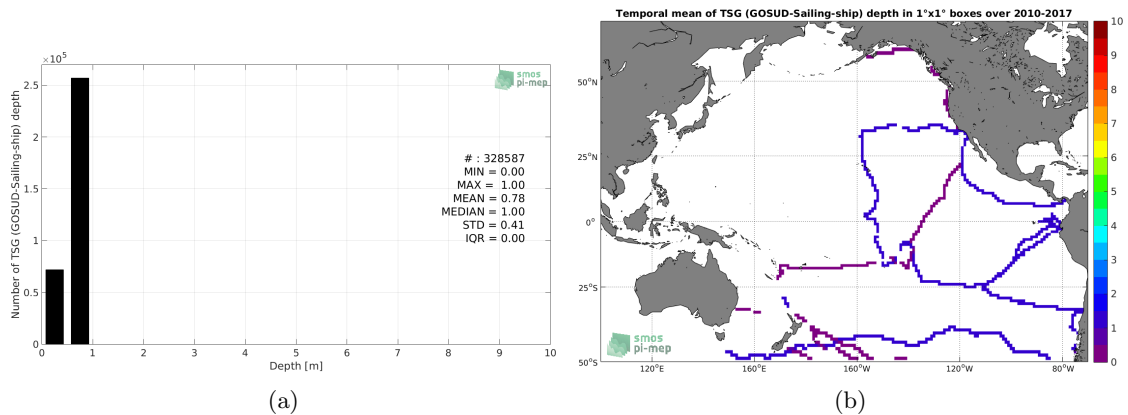 ×10⁵
2.5
2
1.5
1
0.5
0
0 1 2 3 4 5 6 7 8 9 10
Number of TSG (GOSUD-Sailing-ship) depth
Depth [m]
smos
pi-mep
# : 328587
MIN = 0.00
MAX = 1.00
MEAN = 0.78
MEDIAN = 1.00
STD = 0.41
IQR = 0.00
(a)
Temporal mean of TSG (GOSUD-Sailing-ship) depth in 1°x1° boxes over 2010-2017
50°N
25°N
0°
25°S
50°S
120°E 160°E 160°W 120°W 80°W
smos
pi-mep
10
9
8
7
6
5
4
3
2
1
0
(b)